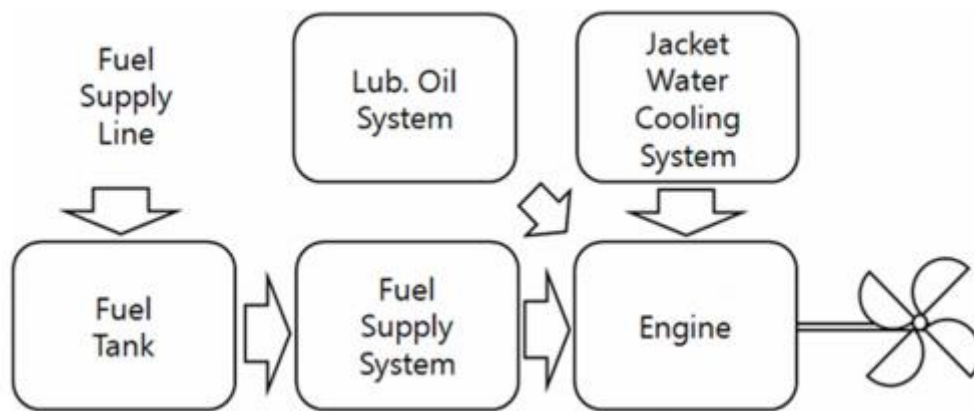 Fuel
Supply
Line
Lub. Oil
System
Jacket
Water
Cooling
System
Fuel
Tank
Fuel
Supply
System
Engine